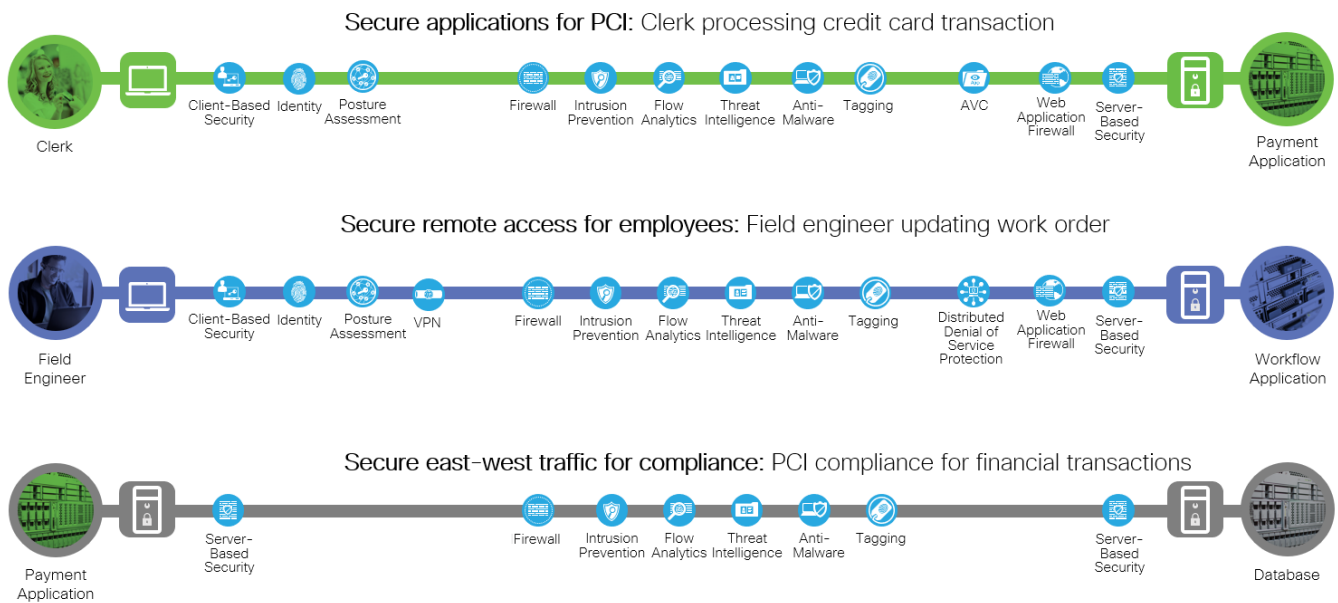 Secure applications for PCI: Clerk processing credit card transaction
Client-Based
Security
Identity
Posture
Assessment
Firewall
Intrusion
Prevention
Flow
Analytics
Threat
Intelligence
Anti-
Malware
Tagging
AVC
Web
Application
Firewall
Server-
Based
Security
Clerk
Payment
Application
Secure remote access for employees: Field engineer updating work order
Client-Based
Security
Identity
Posture
Assessment
VPN
Firewall
Intrusion
Prevention
Flow
Analytics
Threat
Intelligence
Anti-
Malware
Tagging
Distributed
Denial of
Service
Protection
Web
Application
Firewall
Server-
Based
Security
Field
Engineer
Workflow
Application
Secure east-west traffic for compliance: PCI compliance for financial transactions
Server-
Based
Security
Firewall
Intrusion
Prevention
Flow
Analytics
Threat
Intelligence
Anti-
Malware
Tagging
Server-
Based
Security
Payment
Application
Database